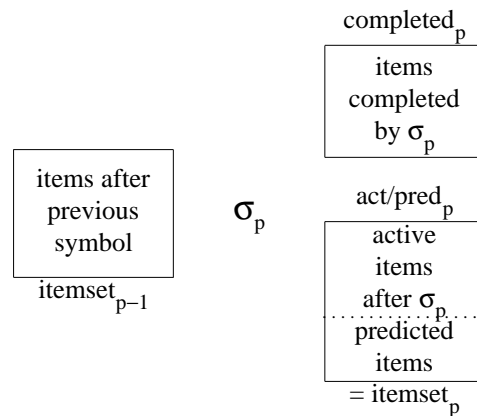 items after
previous
symbol
itemset_{p−1}
σ_p
completed_p
items
completed
by σ_p
act/pred_p
active
items
after σ_p
predicted
items
= itemset_p